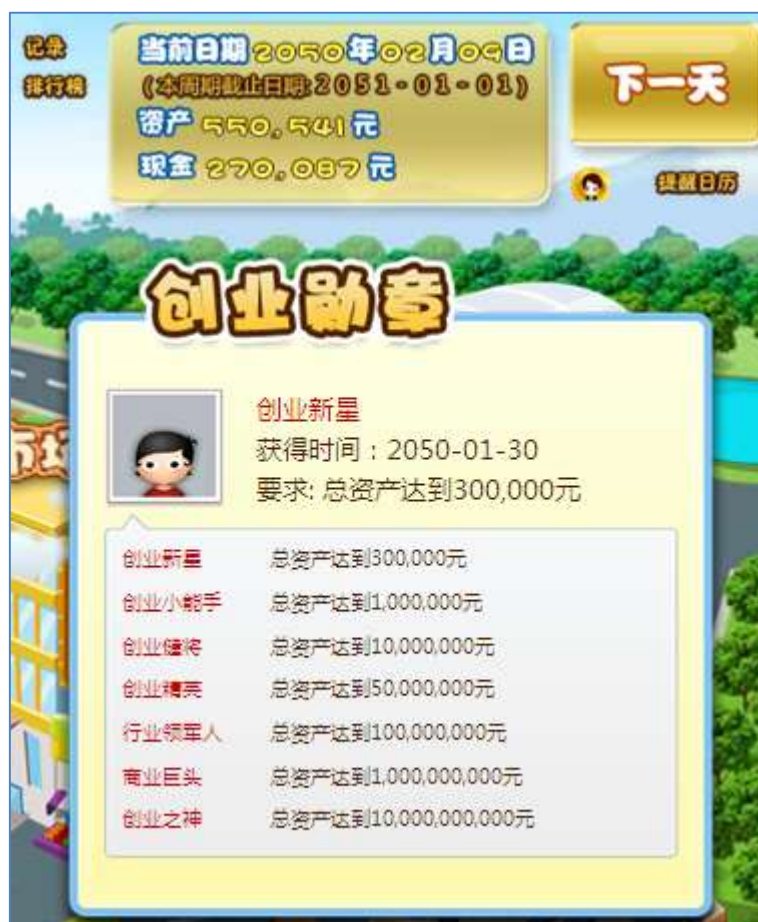 记录
排行榜
当前日期2050年02月09日
(本周期截止日期:2051-01-01)
资产 550,541元
现金 270,087元
下一天
提醒日历
创业勋章
创业新星
获得时间：2050-01-30
要求: 总资产达到300,000元
创业新星 总资产达到300,000元
创业小能手 总资产达到1,000,000元
创业健将 总资产达到10,000,000元
创业精英 总资产达到50,000,000元
行业领军人 总资产达到100,000,000元
商业巨头 总资产达到1,000,000,000元
创业之神 总资产达到10,000,000,000元
市场